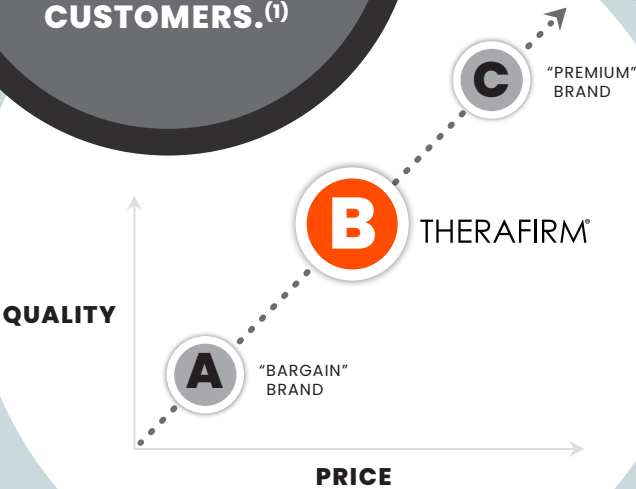 CUSTOMERS.(1)
C
“PREMIUM”
BRAND
B
THERAFIRM®
QUALITY
A
“BARGAIN”
BRAND
PRICE